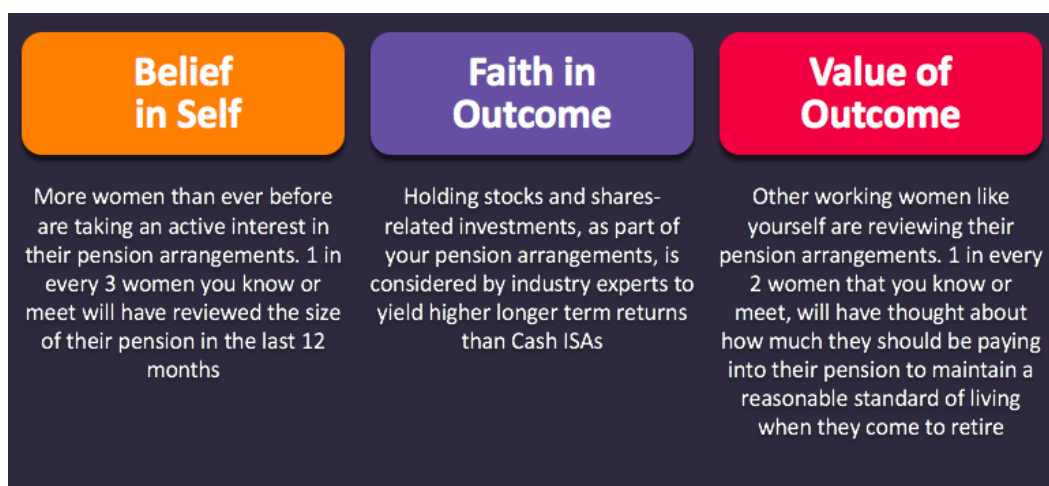 Belief
in Self
More women than ever before
are taking an active interest in
their pension arrangements. 1 in
every 3 women you know or
meet will have reviewed the size
of their pension in the last 12
months
Faith in
Outcome
Holding stocks and shares-
related investments, as part of
your pension arrangements, is
considered by industry experts to
yield higher longer term returns
than Cash ISAs
Value of
Outcome
Other working women like
yourself are reviewing their
pension arrangements. 1 in every
2 women that you know or
meet, will have thought about
how much they should be paying
into their pension to maintain a
reasonable standard of living
when they come to retire